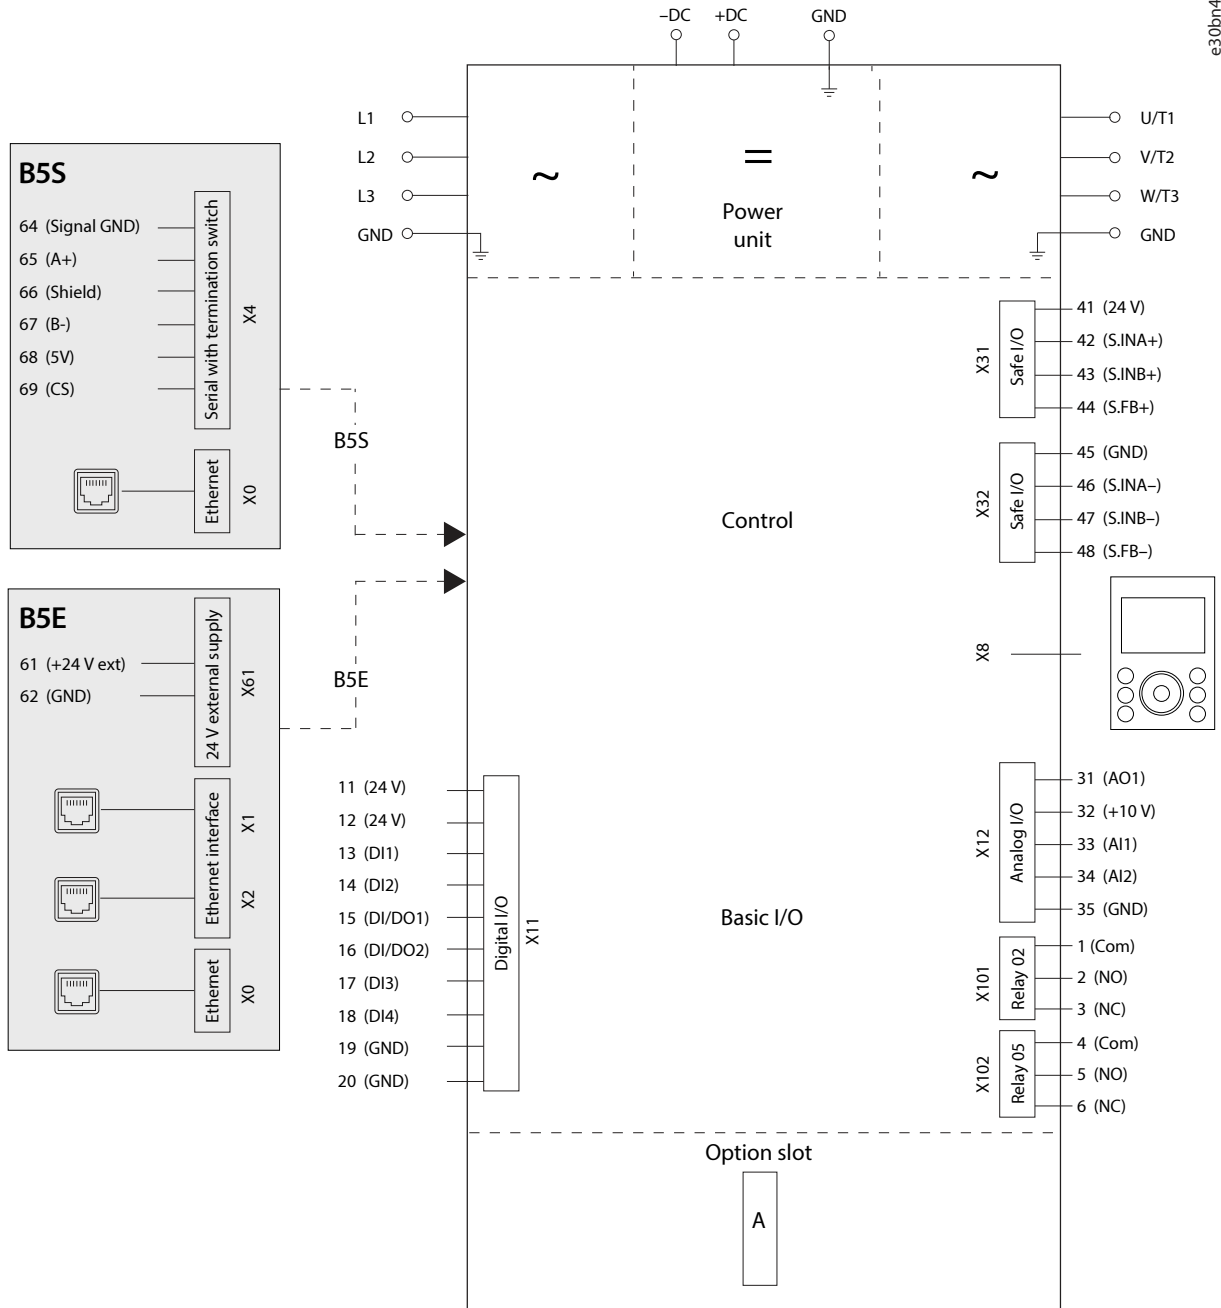 –DC +DC GND
e30bn4
L1
L2
L3
GND
~
=
~
Power
unit
U/T1
V/T2
W/T3
GND
B5S
64 (Signal GND)
65 (A+)
66 (Shield)
67 (B-)
68 (5V)
69 (CS)
Serial with termination switch
X4
Ethernet
X0
B5S
B5E
61 (+24 V ext)
62 (GND)
24 V external supply
X61
Ethernet interface
X1
X2
Ethernet
X0
B5E
Control
X31
Safe I/O
41 (24 V)
42 (S.INA+)
43 (S.INB+)
44 (S.FB+)
X32
Safe I/O
45 (GND)
46 (S.INA–)
47 (S.INB–)
48 (S.FB–)
X8
11 (24 V)
12 (24 V)
13 (DI1)
14 (DI2)
15 (DI/DO1)
16 (DI/DO2)
17 (DI3)
18 (DI4)
19 (GND)
20 (GND)
Digital I/O
X11
Basic I/O
X12
Analog I/O
31 (AO1)
32 (+10 V)
33 (AI1)
34 (AI2)
35 (GND)
X101
Relay 02
1 (Com)
2 (NO)
3 (NC)
X102
Relay 05
4 (Com)
5 (NO)
6 (NC)
Option slot
A